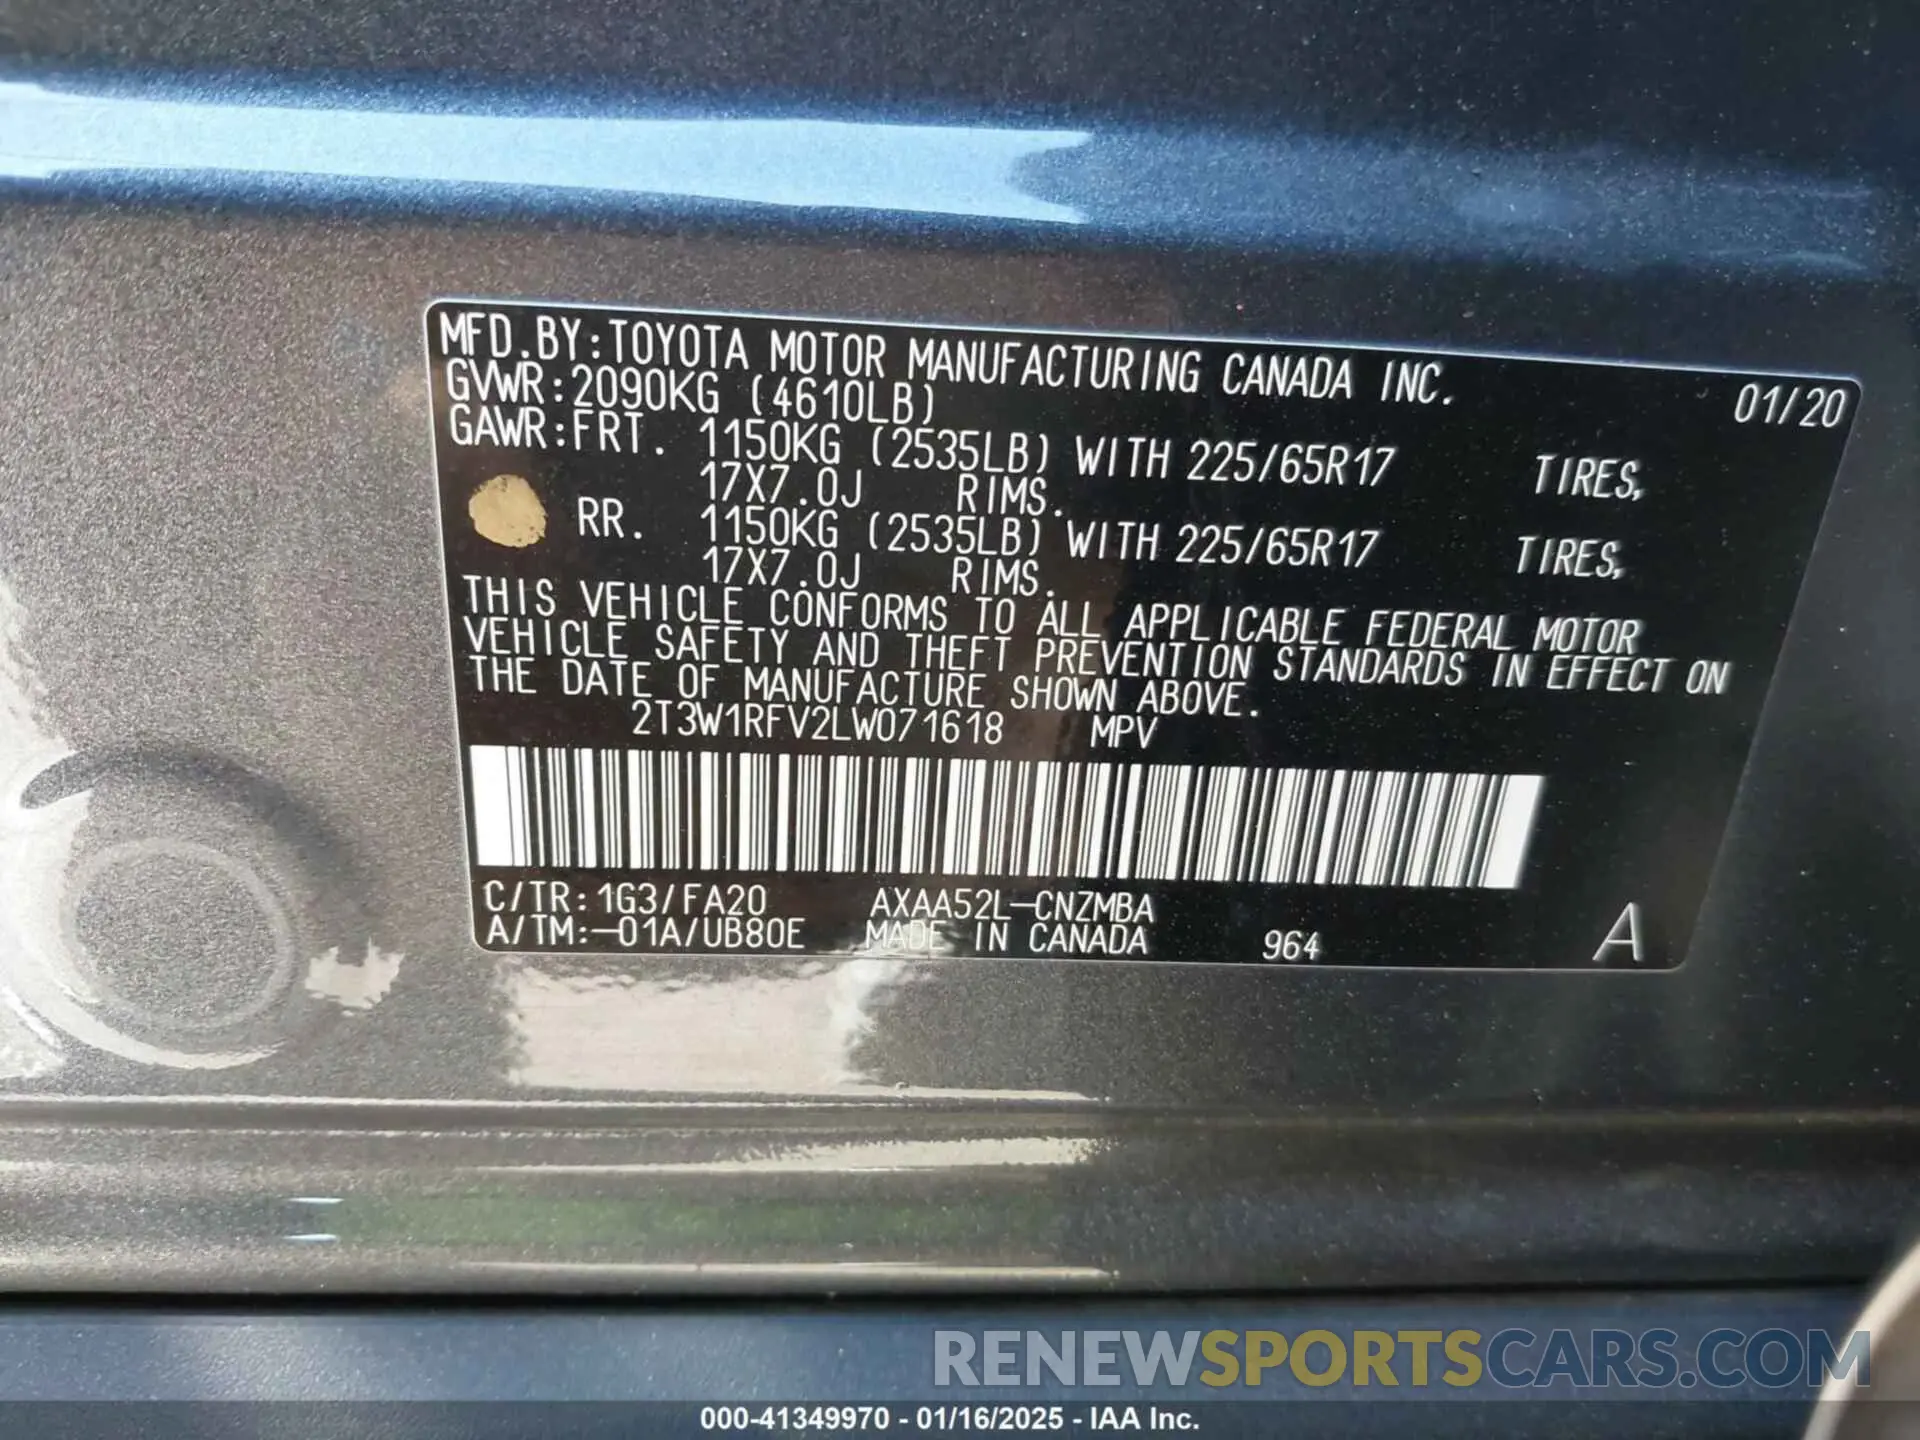 MFD.BY:TOYOTA MOTOR MANUFACTURING CANADA INC. 01/20
GVWR:2090KG (4610LB)
GAWR:FRT. 1150KG (2535LB) WITH 225/65R17 TIRES,
17X7.0J RIMS.
RR. 1150KG (2535LB) WITH 225/65R17 TIRES,
17X7.0J RIMS.
THIS VEHICLE CONFORMS TO ALL APPLICABLE FEDERAL MOTOR
VEHICLE SAFETY AND THEFT PREVENTION STANDARDS IN EFFECT ON
THE DATE OF MANUFACTURE SHOWN ABOVE.
2T3W1RFV2LW071618 MPV
C/TR:1G3/FA20 AXAA52L-CNZMBA
A/TM:-01A/UB80E MADE IN CANADA 964 A
RENEWSPORTSCARS.COM
000-41349970 - 01/16/2025 - IAA Inc.